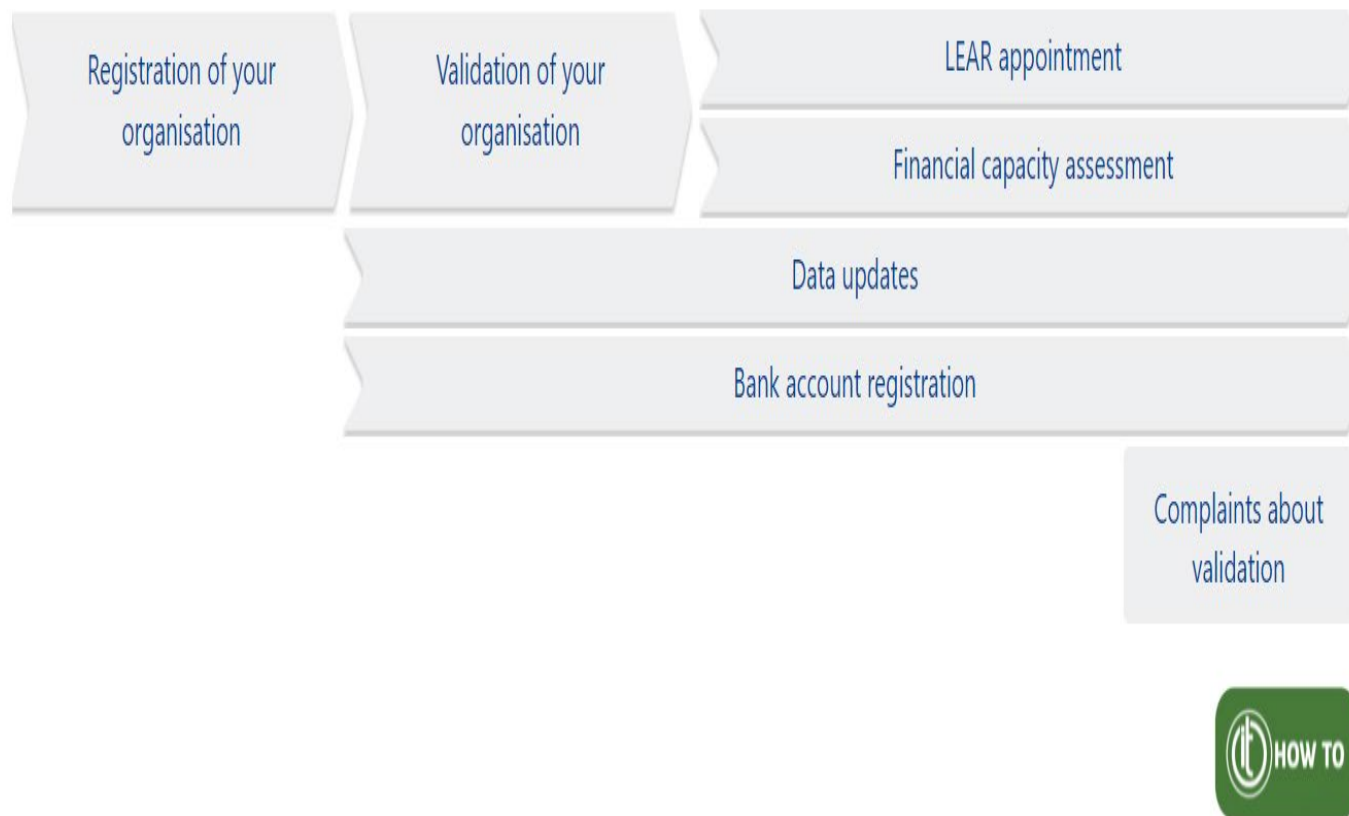 Registration of your
organisation
Validation of your
organisation
LEAR appointment
Financial capacity assessment
Data updates
Bank account registration
Complaints about
validation
it HOW TO